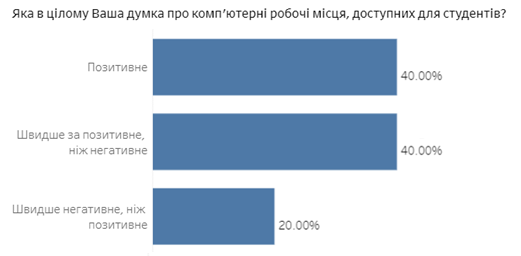 Яка в цілому Ваша думка про комп’ютерні робочі місця, доступних для студентів?
Позитивне
40.00%
Швидше за позитивне,
ніж негативне
40.00%
Швидше негативне, ніж
позитивне
20.00%